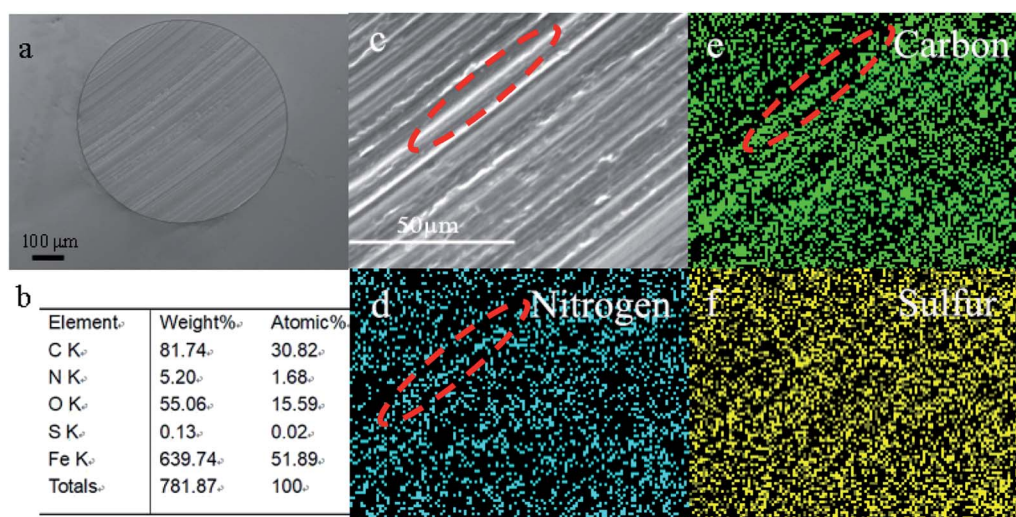 a
100 µm
b
Element Weight% Atomic%
C K 81.74 30.82
N K 5.20 1.68
O K 55.06 15.59
S K 0.13 0.02
Fe K 639.74 51.89
Totals 781.87 100
c
50µm
d Nitrogen
e Carbon
f Sulfur